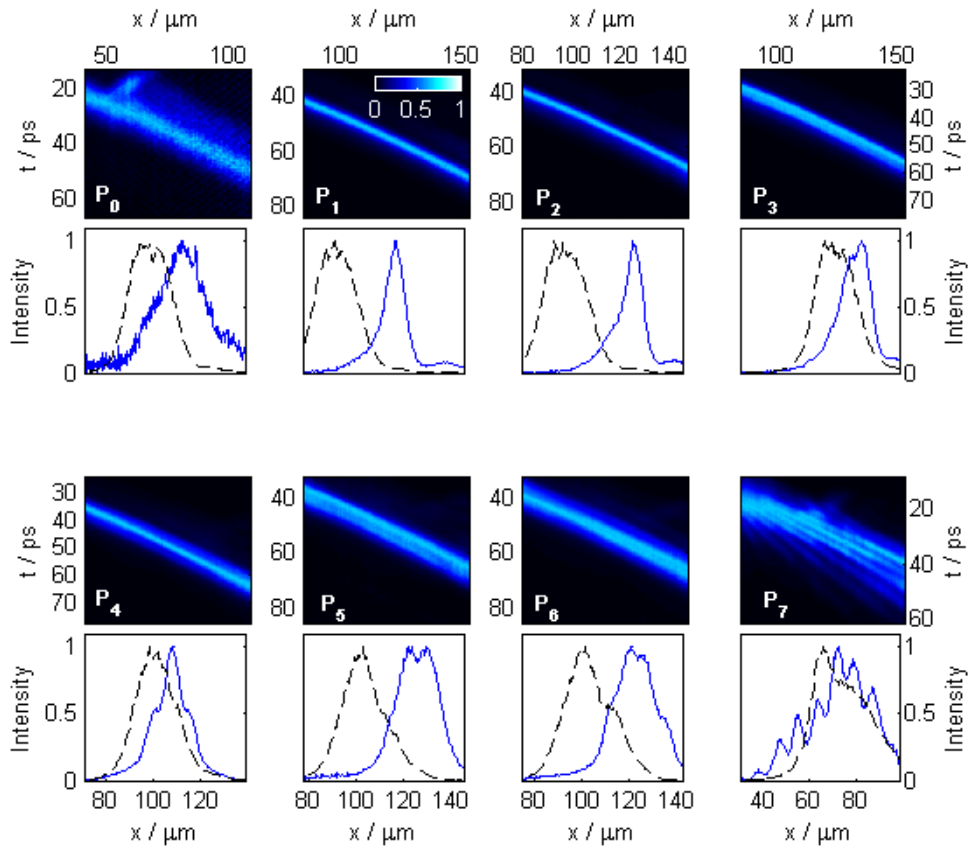 x / μm x / μm x / μm x / μm
50 100 100 150 80 100 120 140 100 150
20 40 60 t / ps P0
40 60 80 0 0.5 1 P1
40 60 80 P2
30 40 50 60 70 t / ps P3
1 0.5 0 Intensity
1 0.5 0 Intensity
30 40 50 60 70 t / ps P4
40 60 80 P5
40 60 80 P6
20 40 60 t / ps P7
1 0.5 0 Intensity
1 0.5 0 Intensity
80 100 120 80 100 120 140 80 100 120 140 40 60 80
x / μm x / μm x / μm x / μm